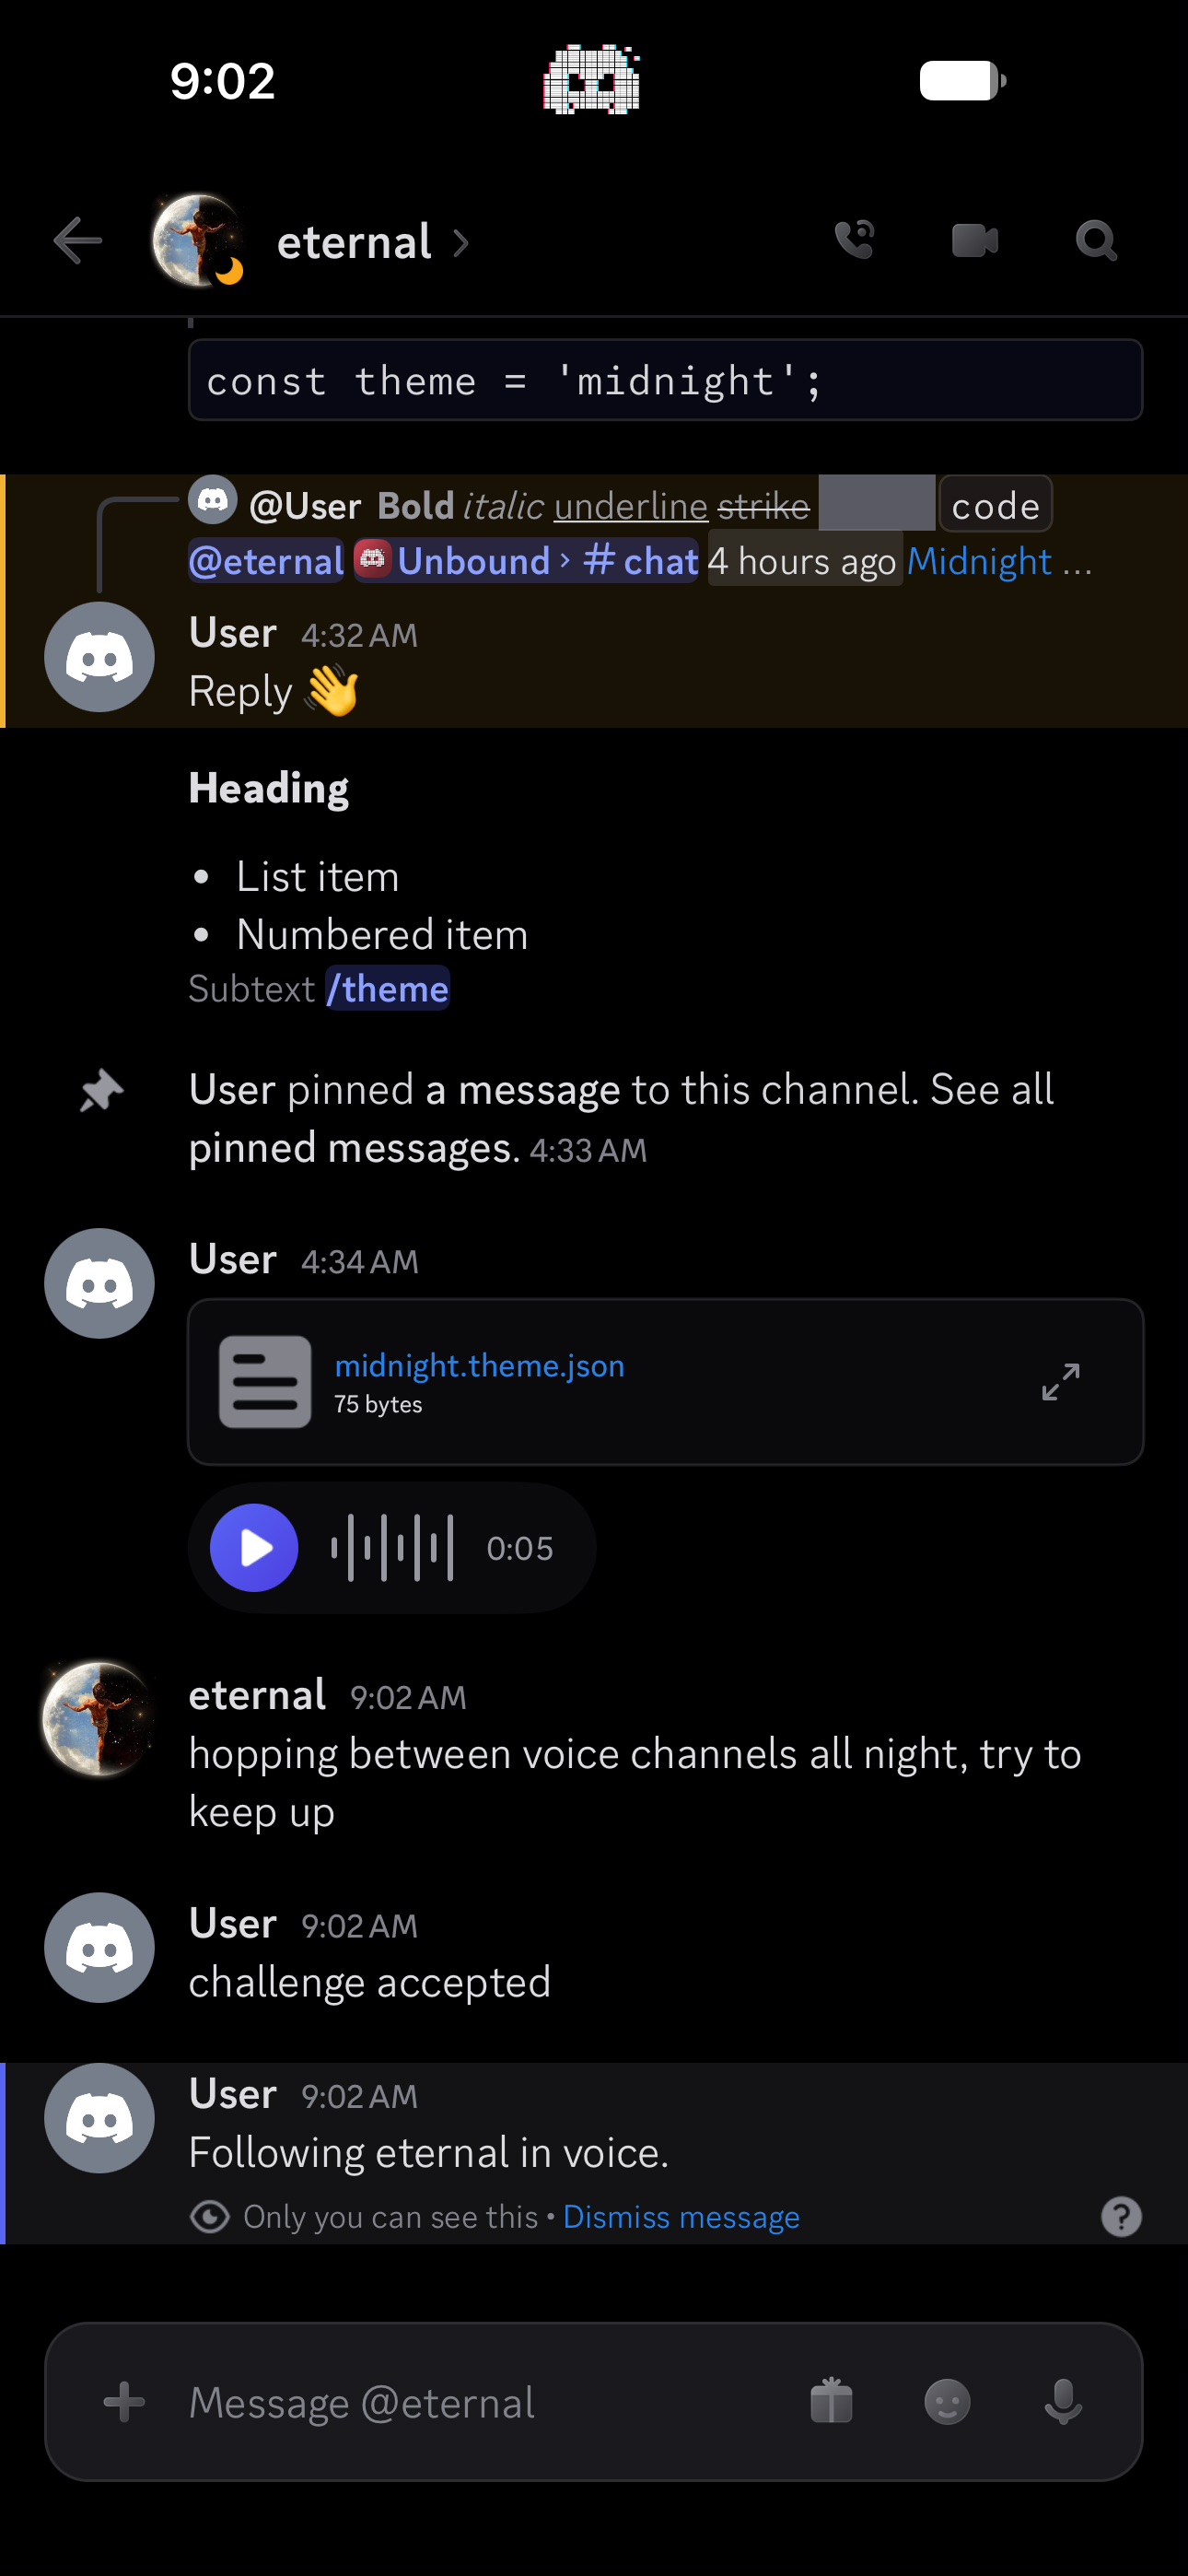 9:02
eternal
const theme = 'midnight';
@User Bold italic underline strike code
@eternal Unbound › # chat 4 hours ago Midnight ...
User 4:32 AM
Reply 👋
Heading
• List item
• Numbered item
Subtext /theme
User pinned a message to this channel. See all
pinned messages. 4:33 AM
User 4:34 AM
midnight.theme.json
75 bytes
0:05
eternal 9:02 AM
hopping between voice channels all night, try to
keep up
User 9:02 AM
challenge accepted
User 9:02 AM
Following eternal in voice.
Only you can see this • Dismiss message
Message @eternal